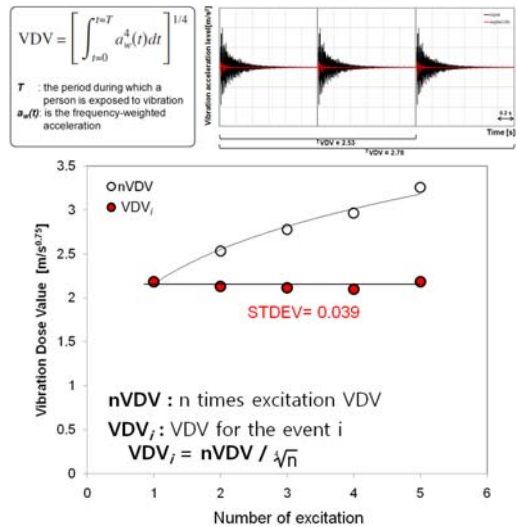 VDV = [ ∫ t=0 t=T a_w^4(t)dt ]^1/4
T : the period during which a
person is exposed to vibration
a_w(t): is the frequency-weighted
acceleration
Vibration acceleration level[m/s²]
0.2 s
Time [s]
²VDV = 2.53
³VDV = 2.78
Vibration Dose Value [m/s^0.75]
3.5
3
2.5
2
1.5
1
0.5
0
nVDV
VDV_i
STDEV= 0.039
nVDV : n times excitation VDV
VDV_i : VDV for the event i
VDV_i = nVDV / ∜n
0 1 2 3 4 5 6
Number of excitation